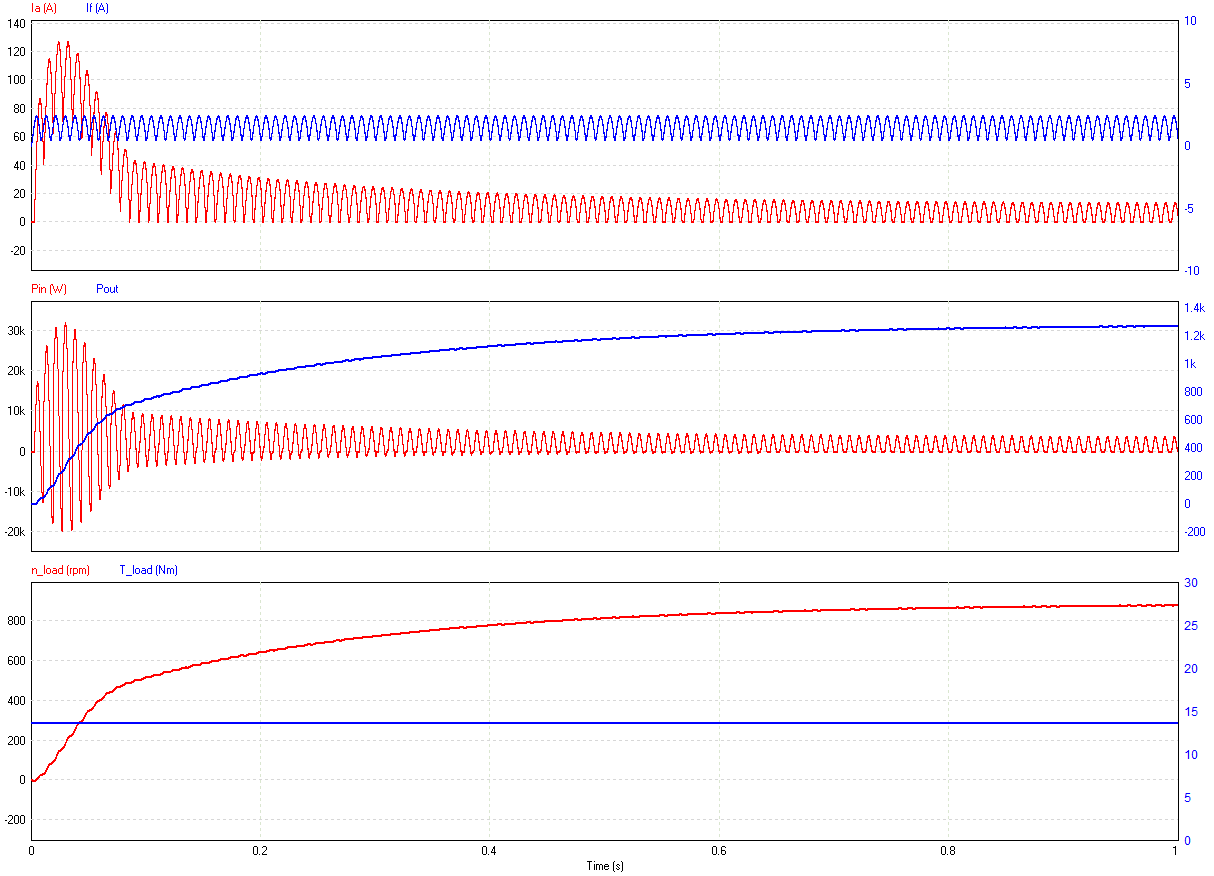 Ia (A) If (A)
140 10
120
100 5
80
60 0
40
20 -5
0
-20 -10
Pin (W) Pout
1.4k
30k 1.2k
20k 1k
800
10k 600
0 400
200
-10k 0
-20k -200
n_load (rpm) T_load (Nm)
30
800 25
600 20
400 15
200 10
0 5
-200 0
0 0.2 0.4 0.6 0.8 1
Time (s)